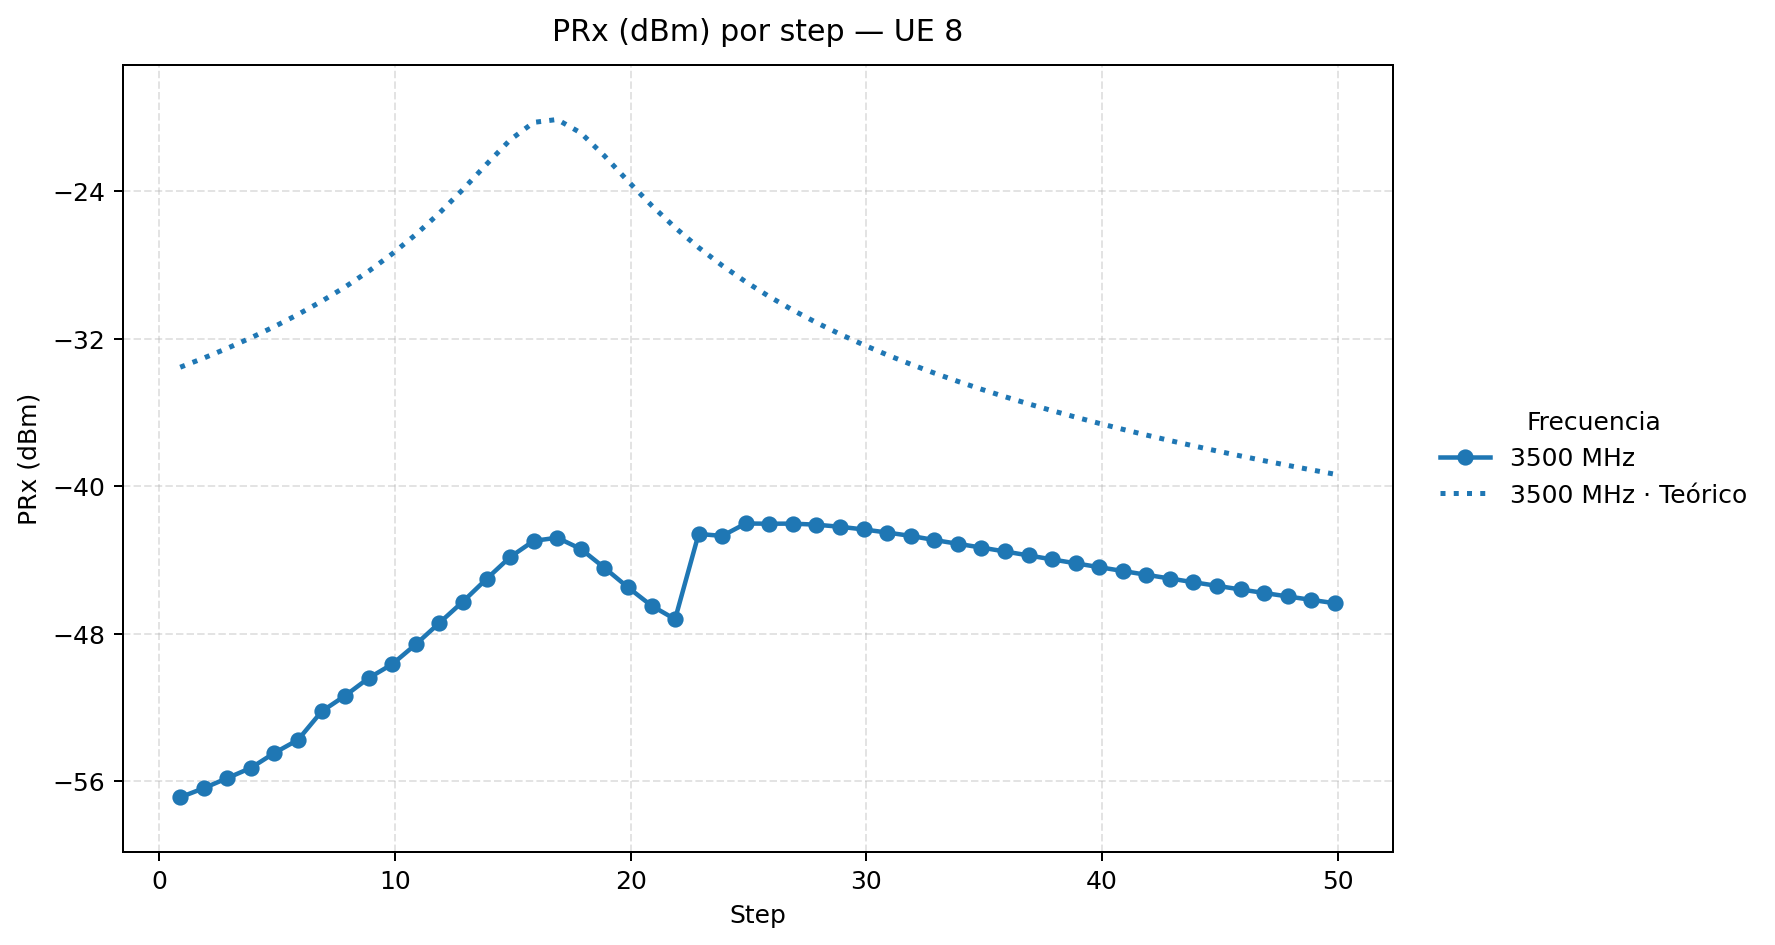 PRx (dBm) por step — UE 8
PRx (dBm)
−24
−32
−40
−48
−56
0
10
20
30
40
50
Step
Frecuencia
3500 MHz
3500 MHz · Teórico